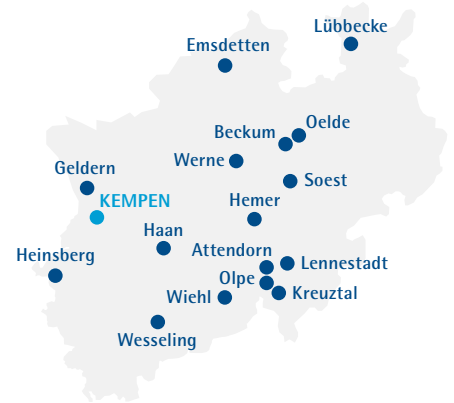 Lübbecke
Emsdetten
Oelde
Beckum
Werne
Geldern
Soest
KEMPEN
Hemer
Haan
Attendorn
Heinsberg
Lennestadt
Olpe
Kreuztal
Wiehl
Wesseling